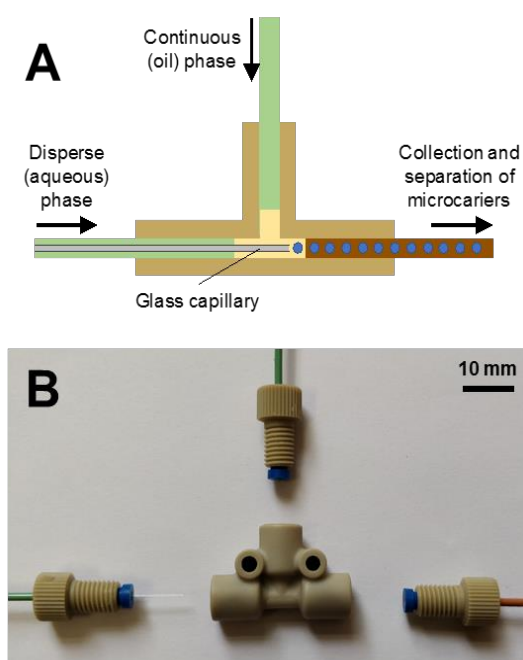 A
Continuous
(oil) phase
Disperse
(aqueous)
phase
Collection and
separation of
microcariers
Glass capillary
B
10 mm